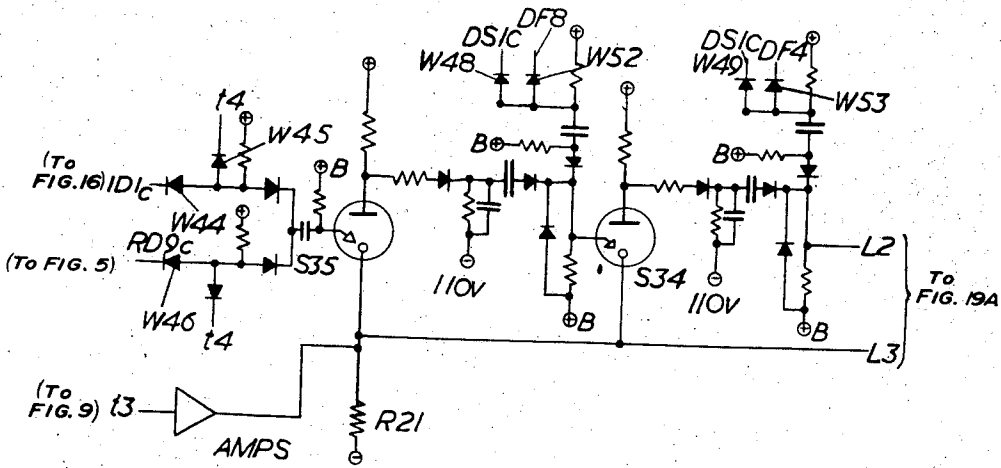 DS1C
DF8
W48
W52
DS1C
DF4
W49
W53
t4
W45
B
B
B
(TO
FIG.16) IDIc
W44
RD9c
(TO FIG. 5)
S35
W46
t4
110V
B
S34
110V
B
L2
L3
TO
FIG. 19A
(TO
FIG. 9) t3
AMPS
R21